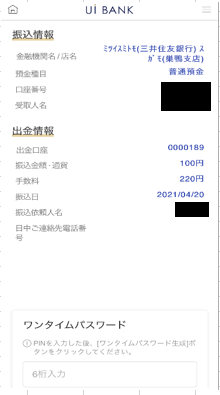 UI BANK
振込情報
金融機関名/店名
ﾐﾂｲｽﾐﾄﾓ(三井住友銀行) ｽ
ｶﾞﾓ(巣鴨支店)
預金種目
普通預金
口座番号
受取人名
出金情報
出金口座
0000189
振込金額・通貨
100円
手数料
220円
振込日
2021/04/20
振込依頼人名
日中ご連絡先電話番
号
ワンタイムパスワード
PINを入力した後、[ワンタイムパスワード生成]ボ
タンをクリックしてください。
6桁入力